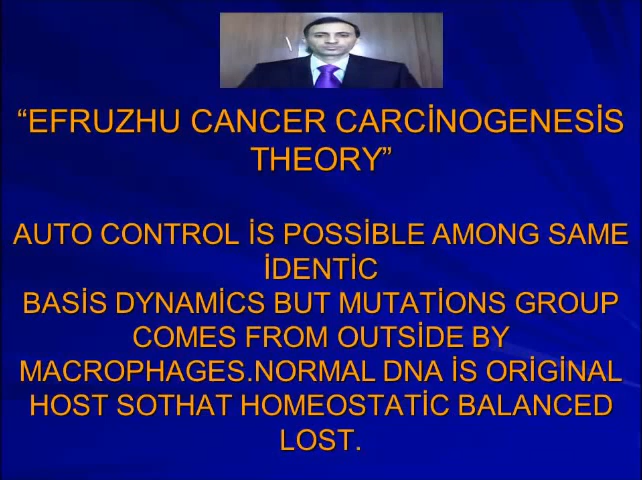 “EFRUZHU CANCER CARCİNOGENESİS
THEORY”
AUTO CONTROL İS POSSİBLE AMONG SAME
İDENTİC
BASİS DYNAMİCS BUT MUTATİONS GROUP
COMES FROM OUTSİDE BY
MACROPHAGES.NORMAL DNA İS ORİGİNAL
HOST SOTHAT HOMEOSTATİC BALANCED
LOST.